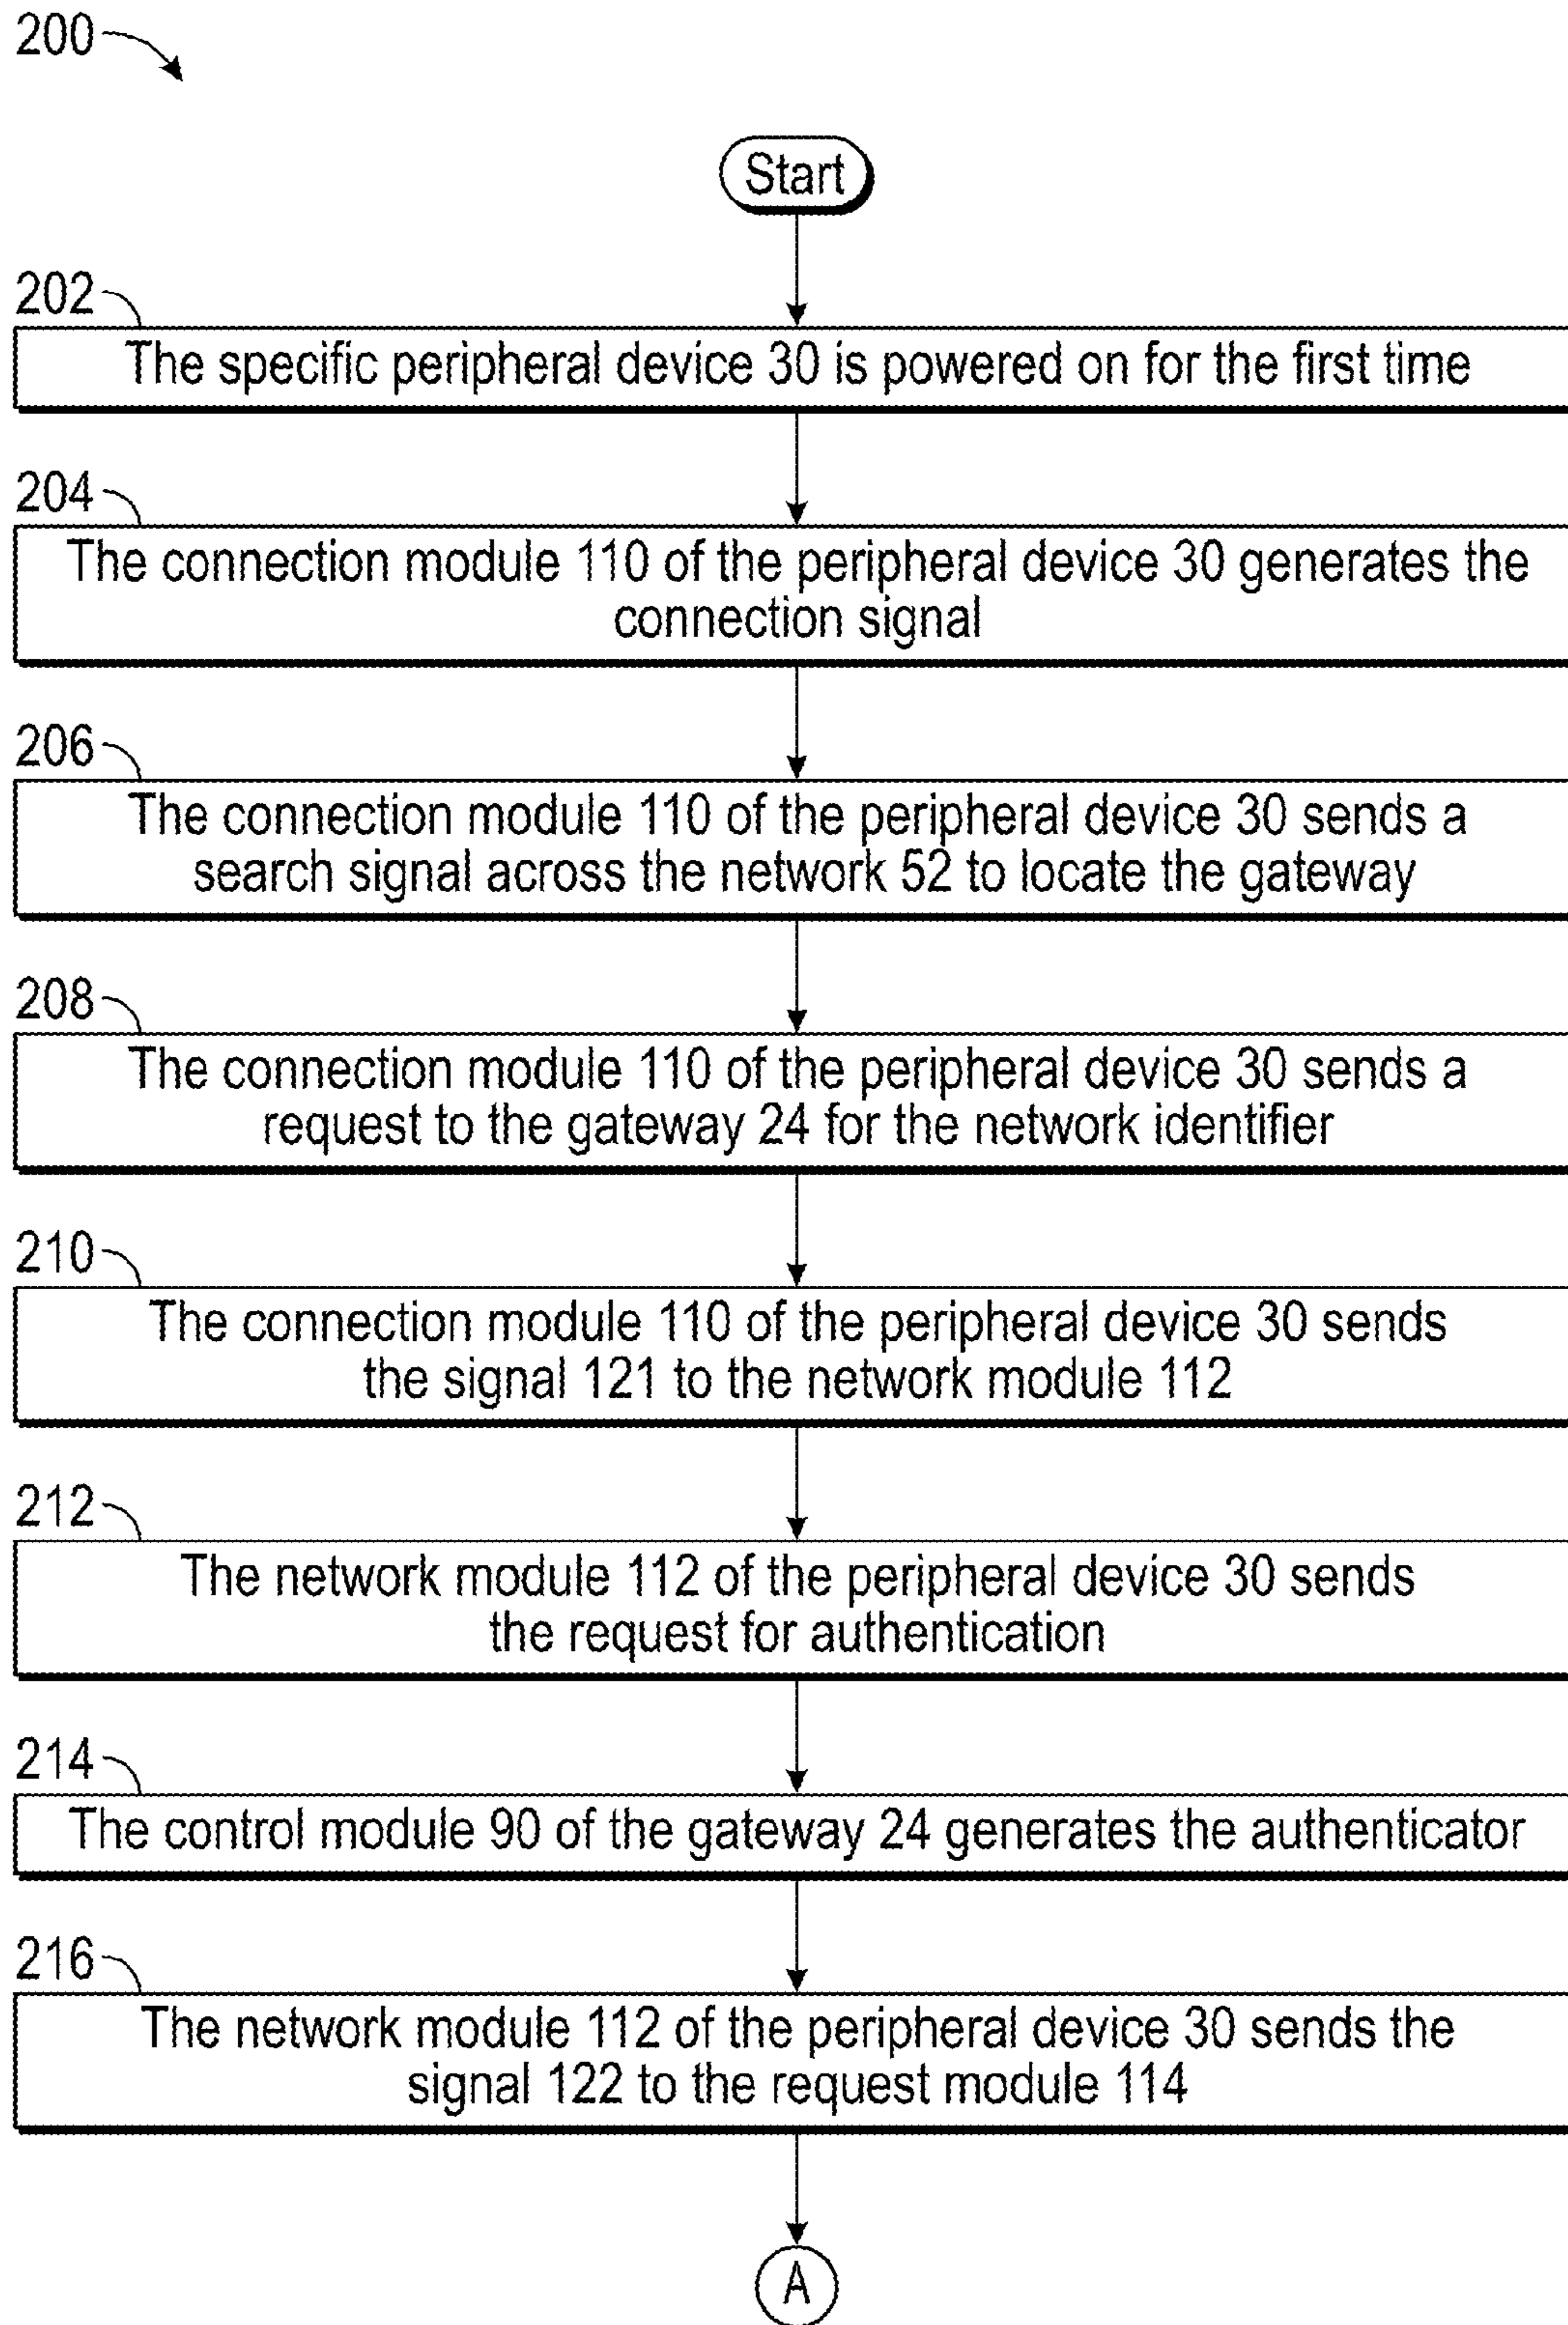 200
Start
202
The specific peripheral device 30 is powered on for the first time
204
The connection module 110 of the peripheral device 30 generates the
connection signal
206
The connection module 110 of the peripheral device 30 sends a
search signal across the network 52 to locate the gateway
208
The connection module 110 of the peripheral device 30 sends a
request to the gateway 24 for the network identifier
210
The connection module 110 of the peripheral device 30 sends
the signal 121 to the network module 112
212
The network module 112 of the peripheral device 30 sends
the request for authentication
214
The control module 90 of the gateway 24 generates the authenticator
216
The network module 112 of the peripheral device 30 sends the
signal 122 to the request module 114
A